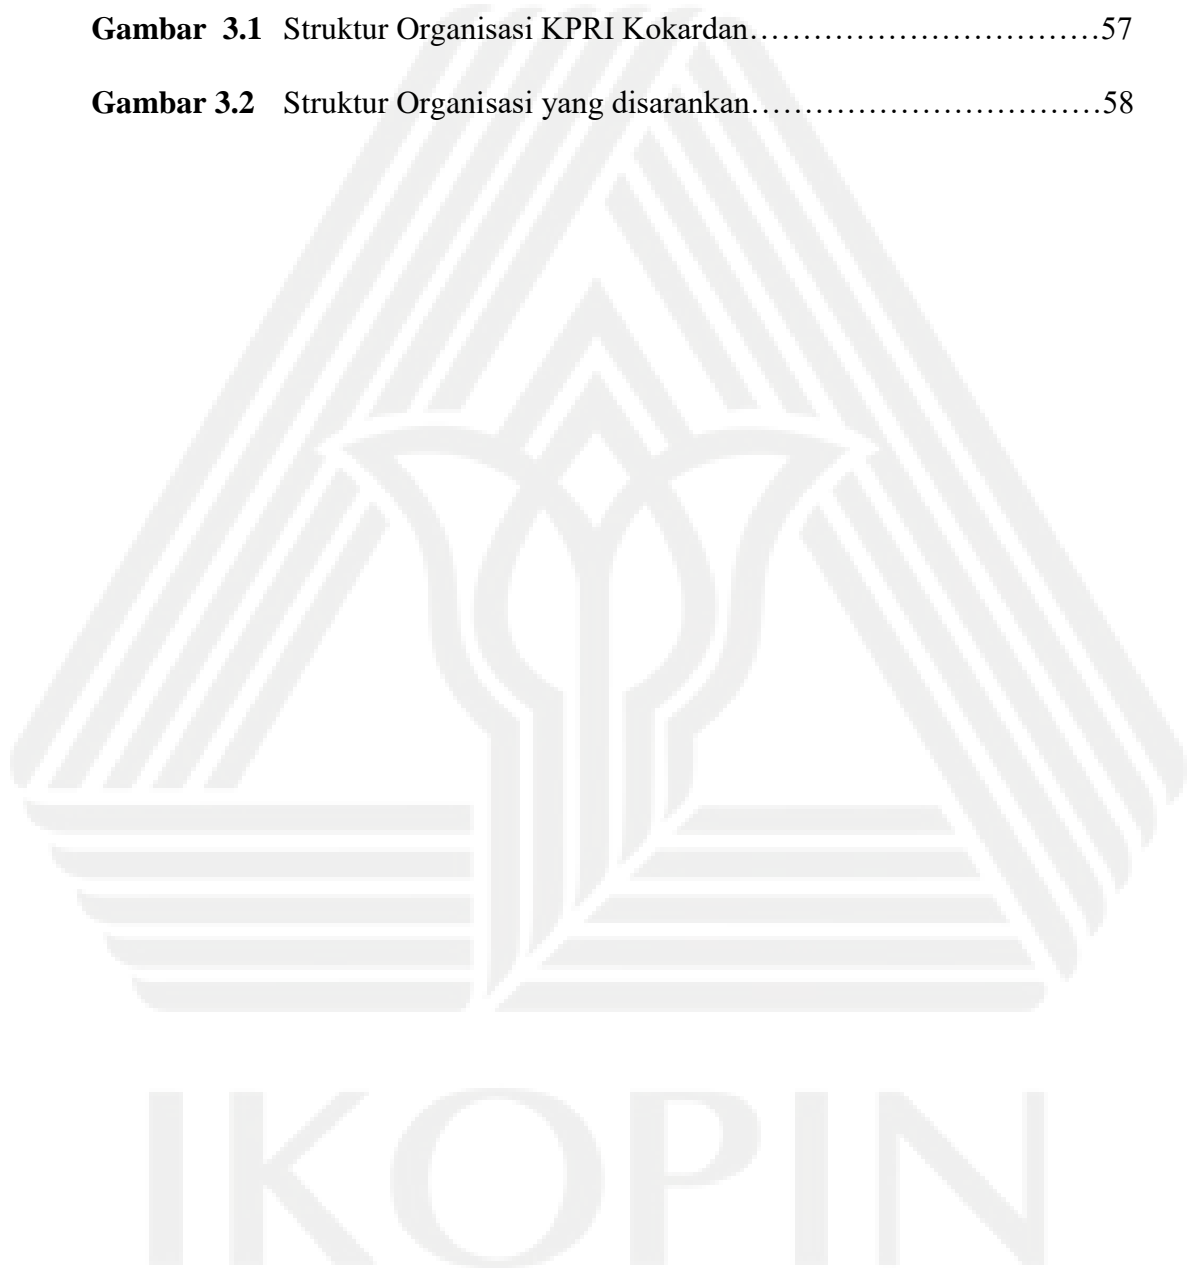 Gambar 3.1 Struktur Organisasi KPRI Kokardan……………………………57
Gambar 3.2 Struktur Organisasi yang disarankan……………………………58
IKOPIN